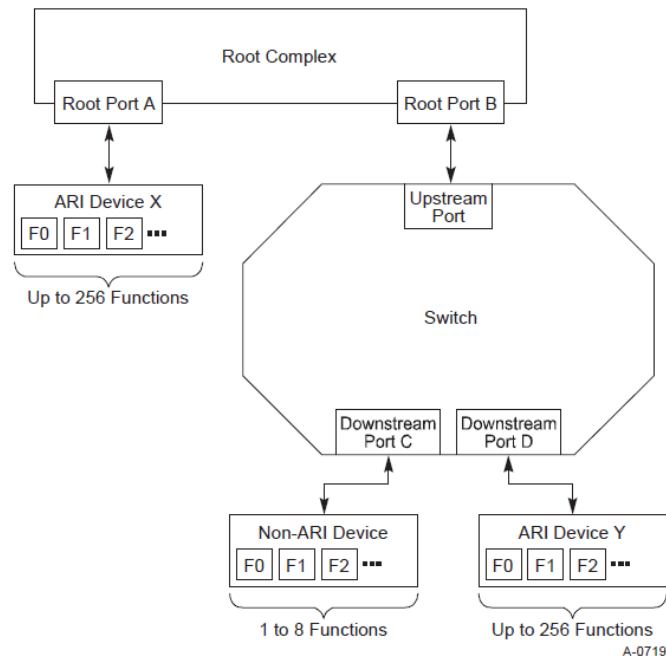 Root Complex
Root Port A
Root Port B
ARI Device X
F0 F1 F2
Up to 256 Functions
Upstream
Port
Switch
Downstream
Port C
Downstream
Port D
Non-ARI Device
F0 F1 F2
1 to 8 Functions
ARI Device Y
F0 F1 F2
Up to 256 Functions
A-0719